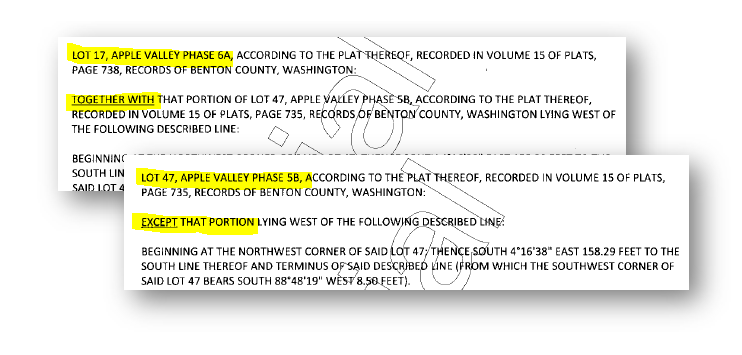 LOT 17, APPLE VALLEY PHASE 6A, ACCORDING TO THE PLAT THEREOF, RECORDED IN VOLUME 15 OF PLATS,
PAGE 738, RECORDS OF BENTON COUNTY, WASHINGTON:
TOGETHER WITH THAT PORTION OF LOT 47, APPLE VALLEY PHASE 5B, ACCORDING TO THE PLAT THEREOF,
RECORDED IN VOLUME 15 OF PLATS, PAGE 735, RECORDS OF BENTON COUNTY, WASHINGTON LYING WEST OF
THE FOLLOWING DESCRIBED LINE:
BEGINNING
SOUTH LIN
SAID LOT 4
LOT 47, APPLE VALLEY PHASE 5B, ACCORDING TO THE PLAT THEREOF, RECORDED IN VOLUME 15 OF PLATS,
PAGE 735, RECORDS OF BENTON COUNTY, WASHINGTON:
EXCEPT THAT PORTION LYING WEST OF THE FOLLOWING DESCRIBED LINE:
BEGINNING AT THE NORTHWEST CORNER OF SAID LOT 47; THENCE SOUTH 4°16'38" EAST 158.29 FEET TO THE
SOUTH LINE THEREOF AND TERMINUS OF SAID DESCRIBED LINE (FROM WHICH THE SOUTHWEST CORNER OF
SAID LOT 47 BEARS SOUTH 88°48'19" WEST 8.50 FEET).